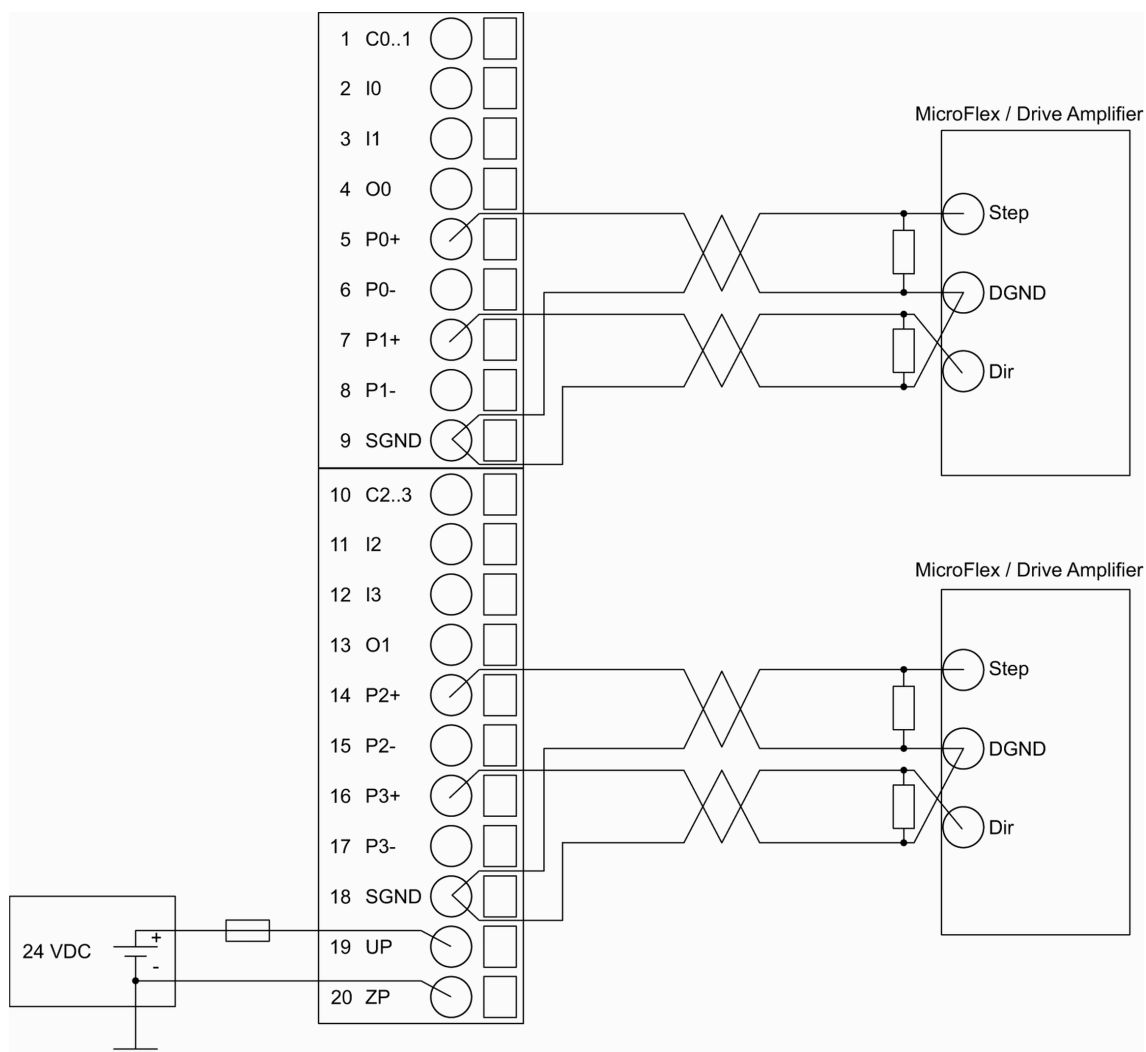 1 C0..1
2 I0
3 I1
4 O0
5 P0+
6 P0-
7 P1+
8 P1-
9 SGND
10 C2..3
11 I2
12 I3
13 O1
14 P2+
15 P2-
16 P3+
17 P3-
18 SGND
19 UP
20 ZP
MicroFlex / Drive Amplifier
Step
DGND
Dir
MicroFlex / Drive Amplifier
Step
DGND
Dir
24 VDC
+
-